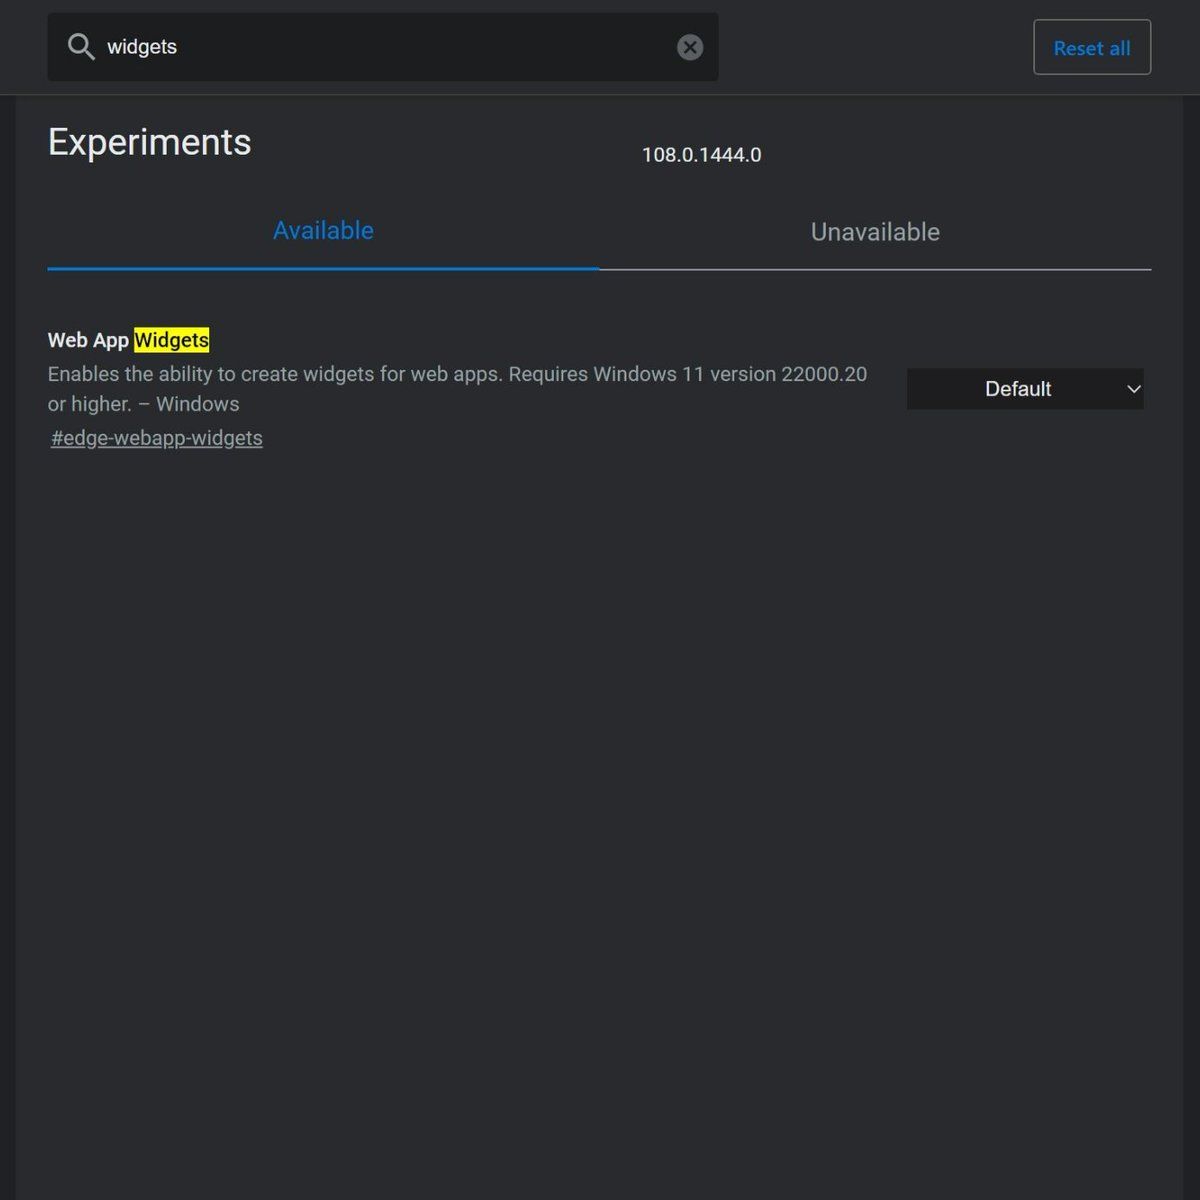 widgets
Reset all
Experiments
108.0.1444.0
Available
Unavailable
Web App Widgets
Enables the ability to create widgets for web apps. Requires Windows 11 version 22000.20
or higher. – Windows
Default
#edge-webapp-widgets